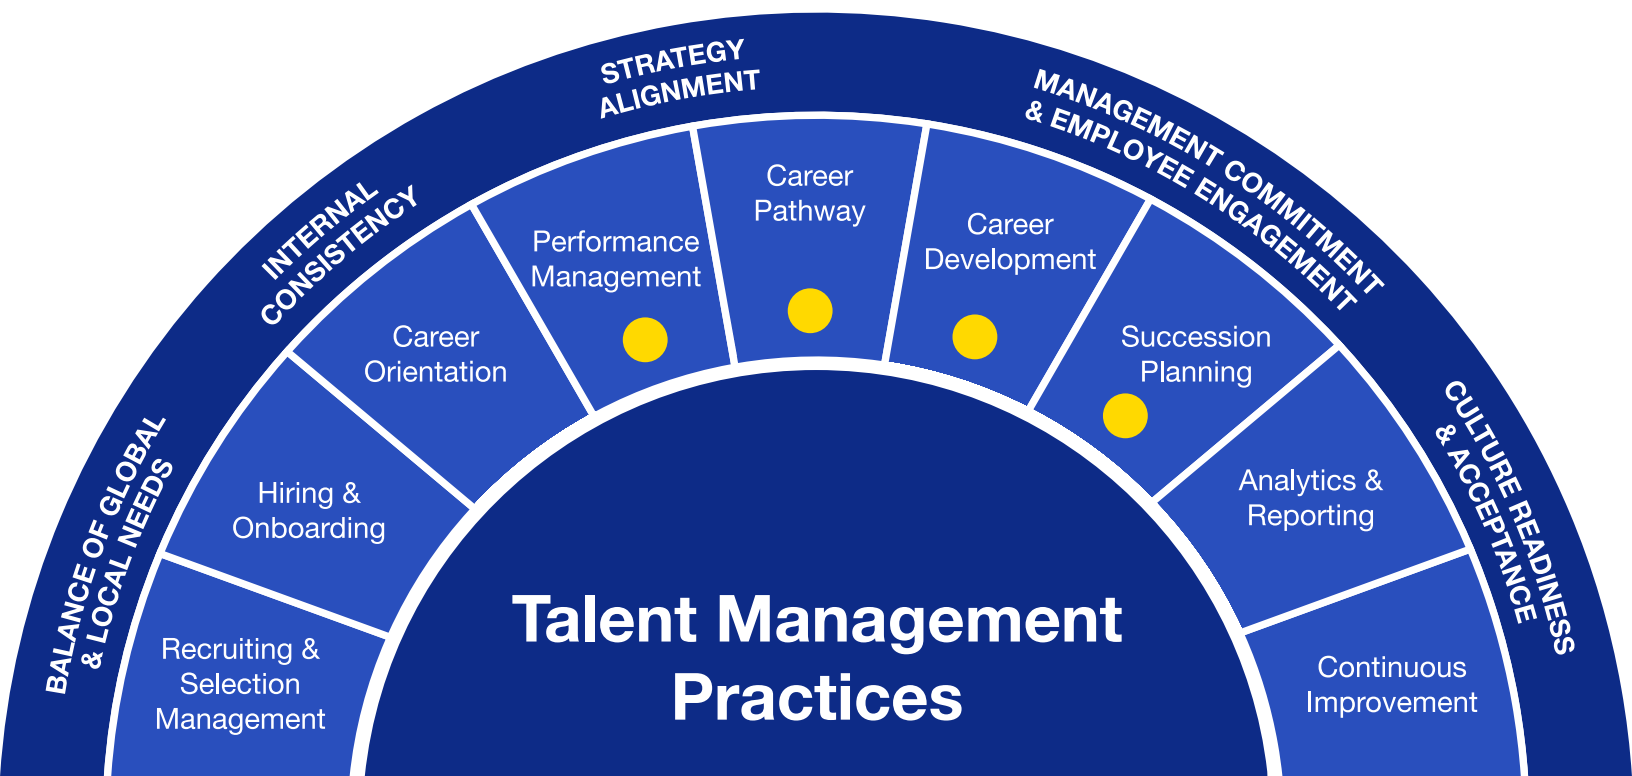 BALANCE OF GLOBAL
& LOCAL NEEDS
INTERNAL
CONSISTENCY
STRATEGY
ALIGNMENT
MANAGEMENT COMMITMENT
& EMPLOYEE ENGAGEMENT
CULTURE READINESS
& ACCEPTANCE
Recruiting &
Selection
Management
Hiring &
Onboarding
Career
Orientation
Performance
Management
Career
Pathway
Career
Development
Succession
Planning
Analytics &
Reporting
Continuous
Improvement
Talent Management
Practices